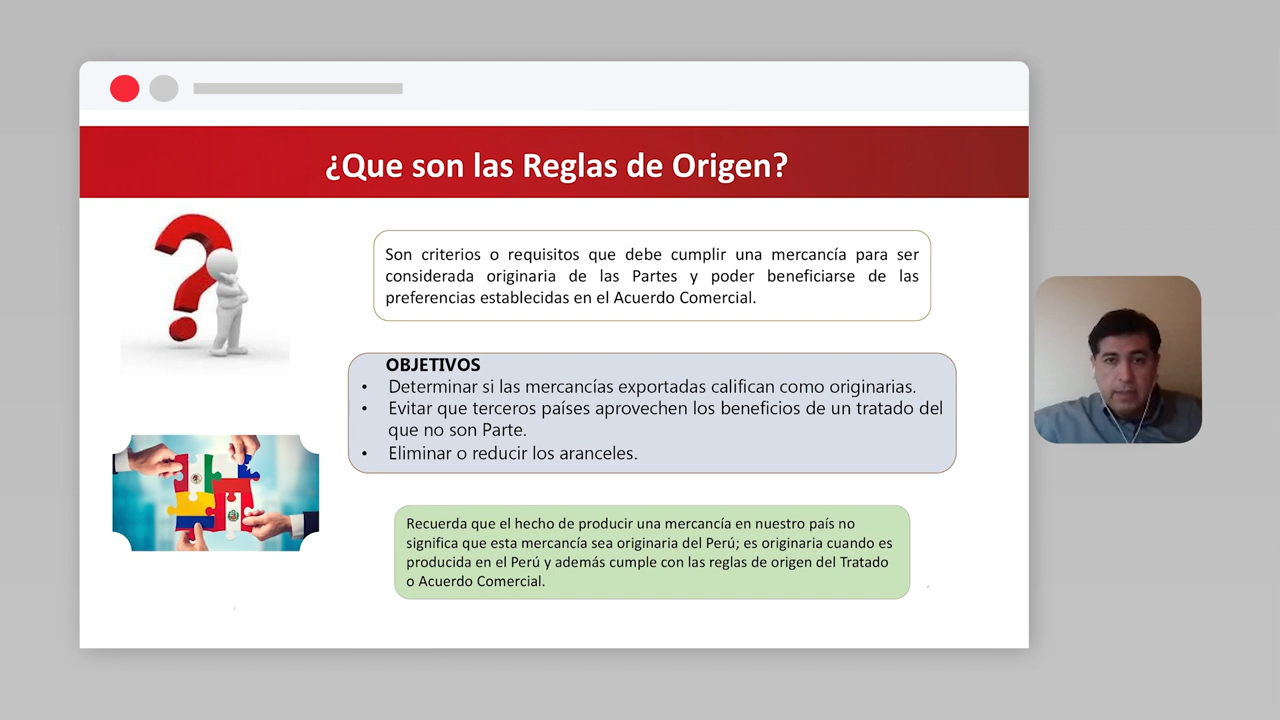 ¿Que son las Reglas de Origen?
Son criterios o requisitos que debe cumplir una mercancía para ser
considerada originaria de las Partes y poder beneficiarse de las
preferencias establecidas en el Acuerdo Comercial.
OBJETIVOS
• Determinar si las mercancías exportadas califican como originarias.
• Evitar que terceros países aprovechen los beneficios de un tratado del
que no son Parte.
• Eliminar o reducir los aranceles.
Recuerda que el hecho de producir una mercancía en nuestro país no
significa que esta mercancía sea originaria del Perú; es originaria cuando es
producida en el Perú y además cumple con las reglas de origen del Tratado
o Acuerdo Comercial.